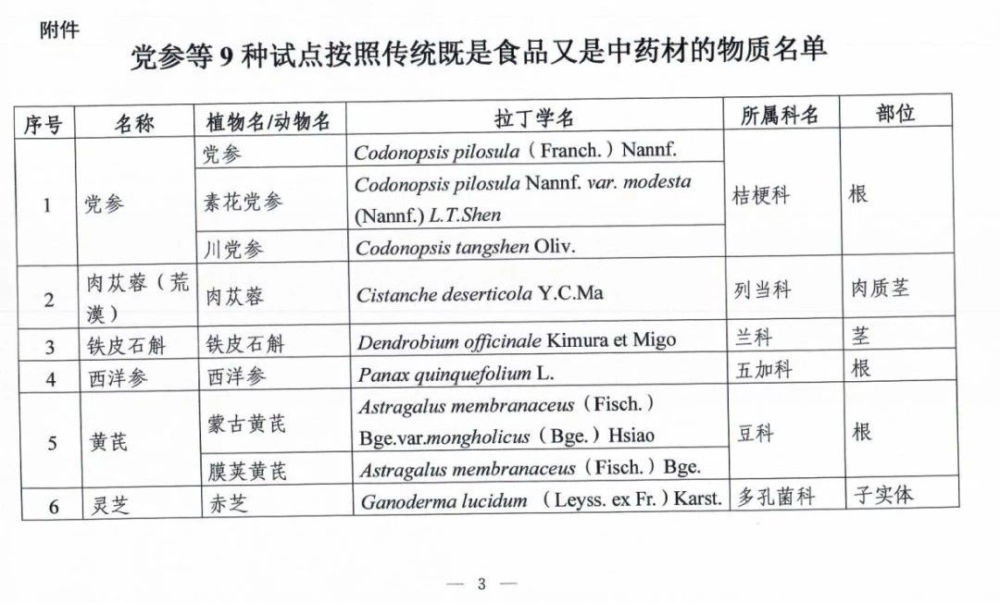 附件
党参等9种试点按照传统既是食品又是中药材的物质名单
序号 名称 植物名/动物名 拉丁学名 所属科名 部位
1 党参 党参 Codonopsis pilosula（Franch.）Nannf. 桔梗科 根
素花党参 Codonopsis pilosula Nannf. var. modesta
(Nannf.) L.T.Shen
川党参 Codonopsis tangshen Oliv.
2 肉苁蓉（荒
漠） 肉苁蓉 Cistanche deserticola Y.C.Ma 列当科 肉质茎
3 铁皮石斛 铁皮石斛 Dendrobium officinale Kimura et Migo 兰科 茎
4 西洋参 西洋参 Panax quinquefolium L. 五加科 根
5 黄芪 蒙古黄芪 Astragalus membranaceus（Fisch.）
Bge.var.mongholicus（Bge.）Hsiao 豆科 根
膜荚黄芪 Astragalus membranaceus（Fisch.）Bge.
6 灵芝 赤芝 Ganoderma lucidum （Leyss. ex Fr.）Karst. 多孔菌科 子实体
— 3 —